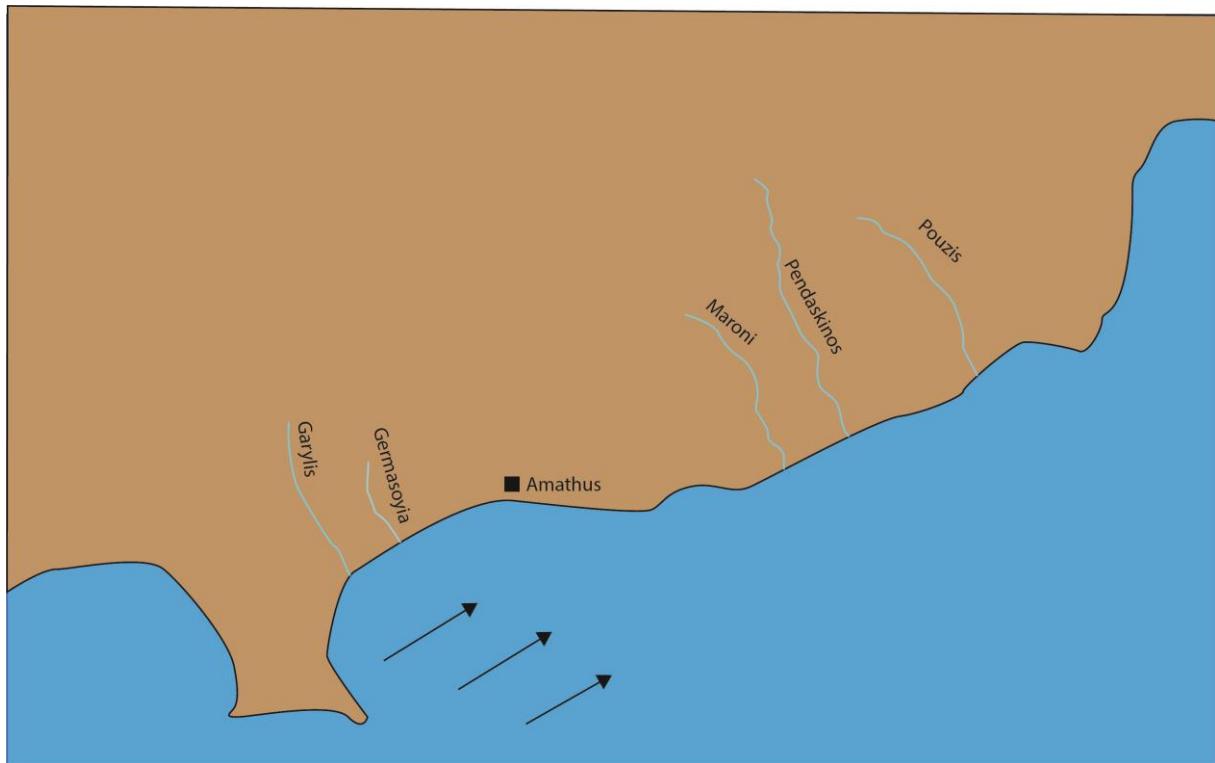 Pouzis
Pendaskinos
Maroni
Garylis
Germasoyia
Amathus